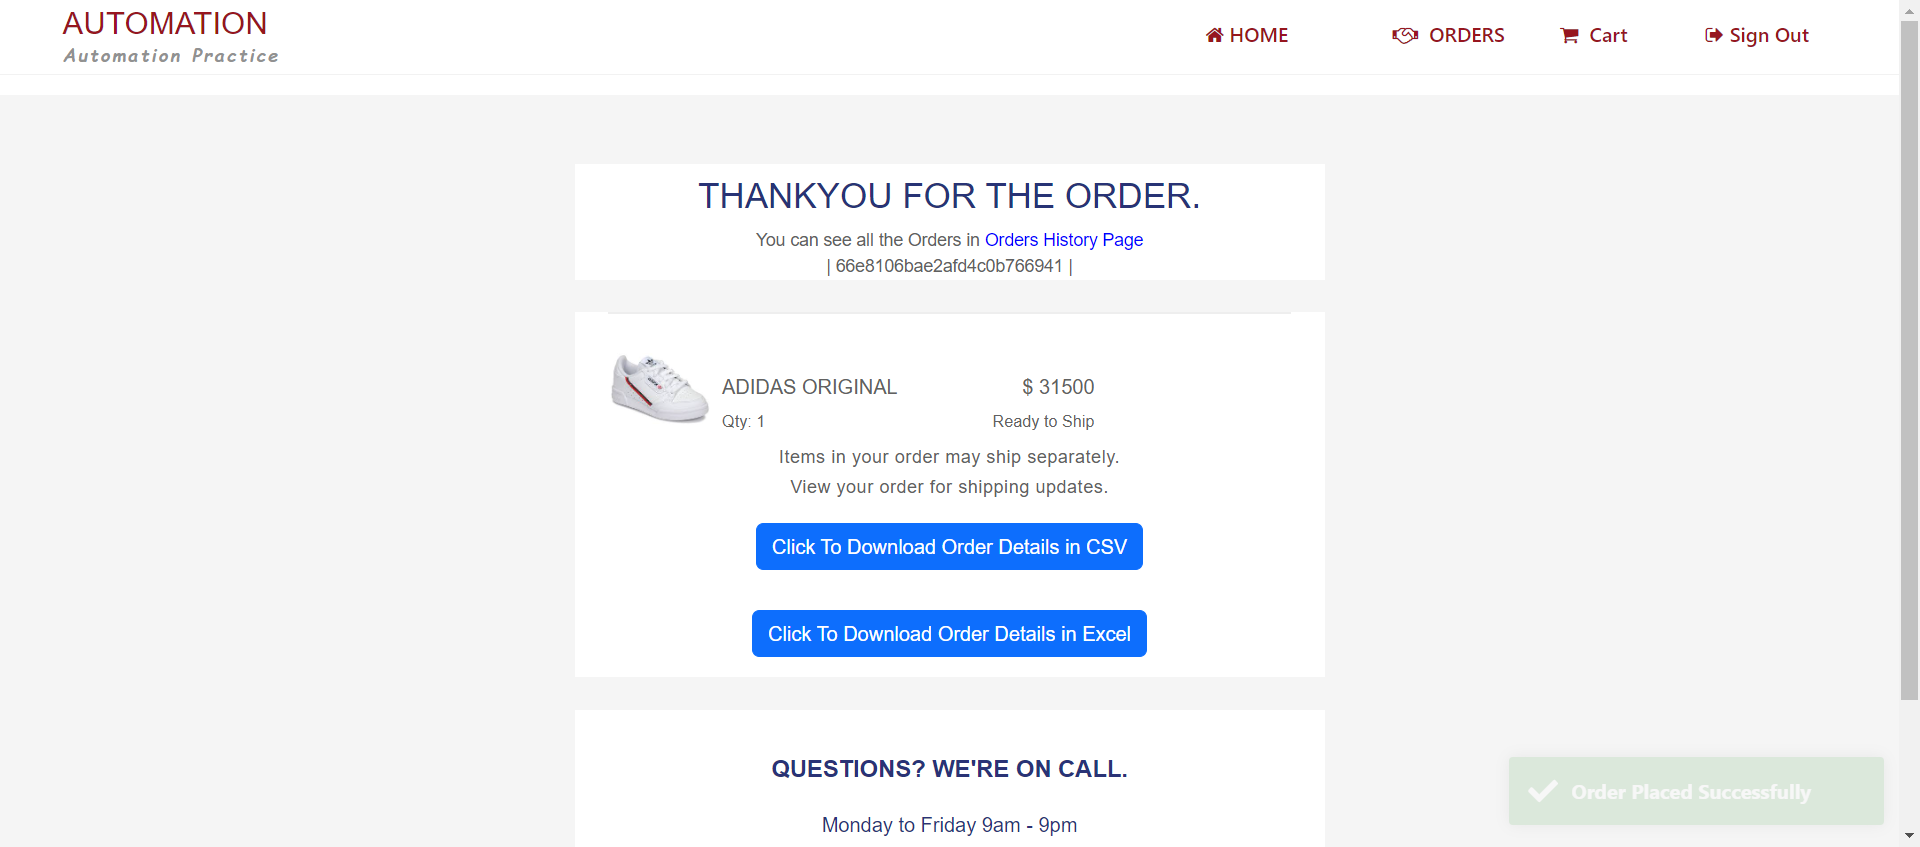 AUTOMATION
Automation Practice
HOME
ORDERS
Cart
Sign Out
THANKYOU FOR THE ORDER.
You can see all the Orders in Orders History Page
| 66e8106bae2afd4c0b766941 |
ADIDAS ORIGINAL
$ 31500
Qty: 1
Ready to Ship
Items in your order may ship separately.
View your order for shipping updates.
Click To Download Order Details in CSV
Click To Download Order Details in Excel
QUESTIONS? WE'RE ON CALL.
Monday to Friday 9am - 9pm
Order Placed Successfully